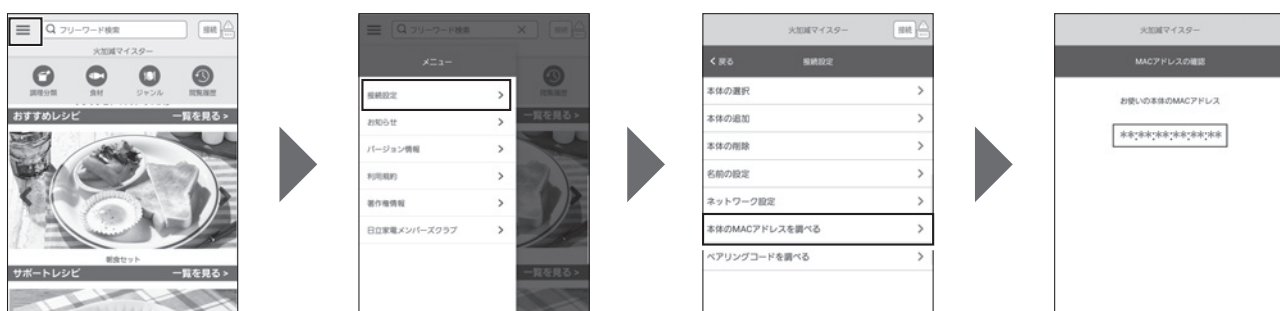 フリーワード検索
接続
火加減マイスター
調理分類
食材
ジャンル
閲覧履歴
おすすめレシピ
一覧を見る >
朝食セット
サポートレシピ
一覧を見る >
フリーワード検索
接続
メニュー
接続設定
お知らせ
バージョン情報
利用規約
著作権情報
日立家電メンバーズクラブ
閲覧履歴
一覧を見る >
一覧を見る >
火加減マイスター
接続
< 戻る
接続設定
本体の選択
本体の追加
本体の削除
名前の設定
ネットワーク設定
本体のMACアドレスを調べる
ペアリングコードを調べる
火加減マイスター
MACアドレスの確認
お使いの本体のMACアドレス
**:**:**:**:**:**